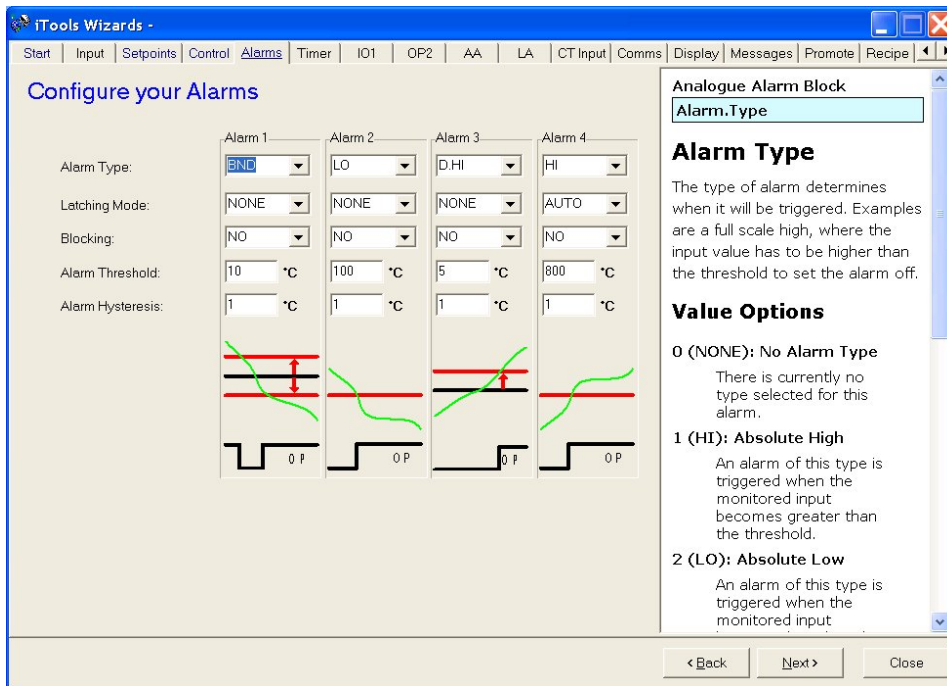 iTools Wizards -
Start Input Setpoints Control Alarms Timer IO1 OP2 AA LA CT Input Comms Display Messages Promote Recipe
Configure your Alarms
Alarm 1 Alarm 2 Alarm 3 Alarm 4
Alarm Type: BND LO D.HI HI
Latching Mode: NONE NONE NONE AUTO
Blocking: NO NO NO NO
Alarm Threshold: 10 °C 100 °C 5 °C 800 °C
Alarm Hysteresis: 1 °C 1 °C 1 °C 1 °C
OP OP OP OP
Analogue Alarm Block
Alarm.Type
Alarm Type
The type of alarm determines
when it will be triggered. Examples
are a full scale high, where the
input value has to be higher than
the threshold to set the alarm off.
Value Options
0 (NONE): No Alarm Type
There is currently no
type selected for this
alarm.
1 (HI): Absolute High
An alarm of this type is
triggered when the
monitored input
becomes greater than
the threshold.
2 (LO): Absolute Low
An alarm of this type is
triggered when the
monitored input
< Back Next > Close